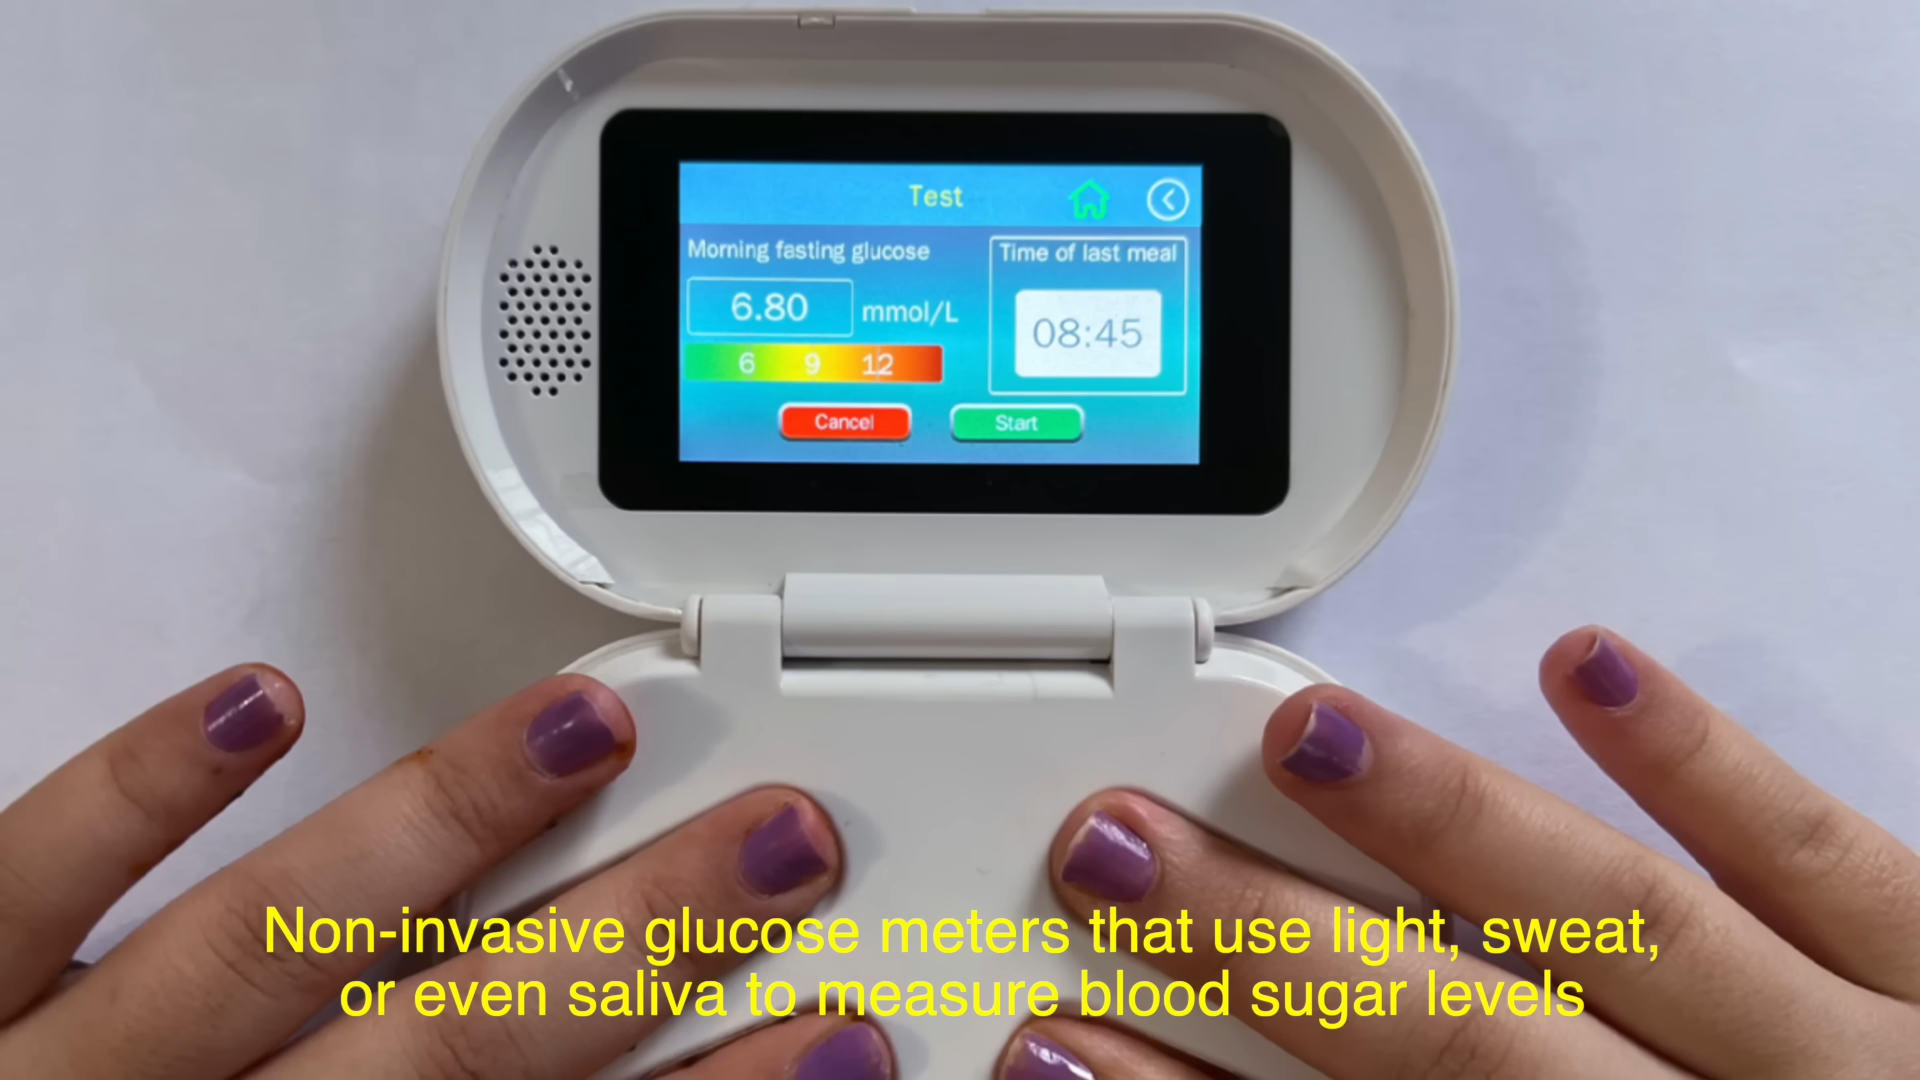 Test
Morning fasting glucose
Time of last meal
6.80 mmol/L
08:45
6 9 12
Cancel
Start
Non-invasive glucose meters that use light, sweat,
or even saliva to measure blood sugar levels